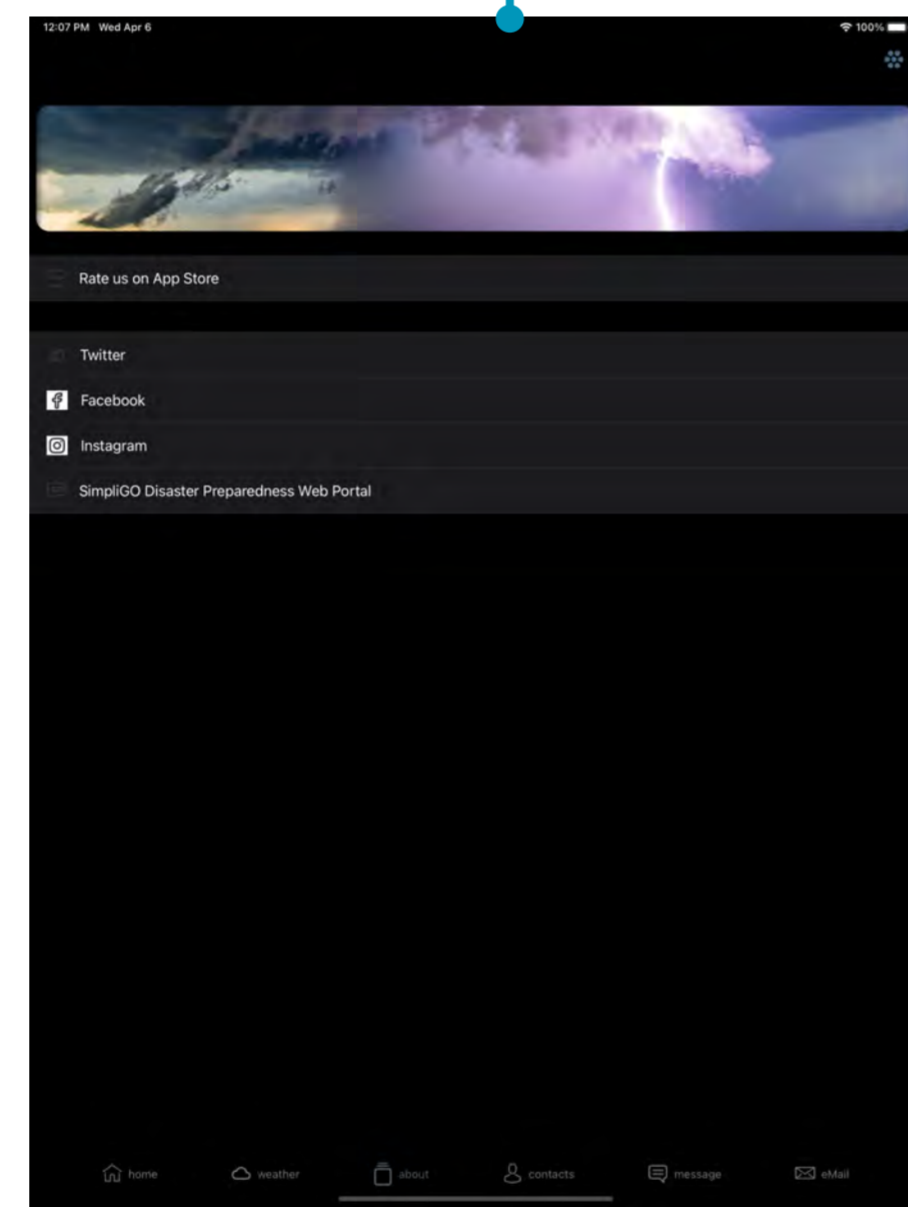 12:07 PM Wed Apr 6 100%
Rate us on App Store
Twitter
Facebook
Instagram
SimpliGO Disaster Preparedness Web Portal
home weather about contacts message eMail